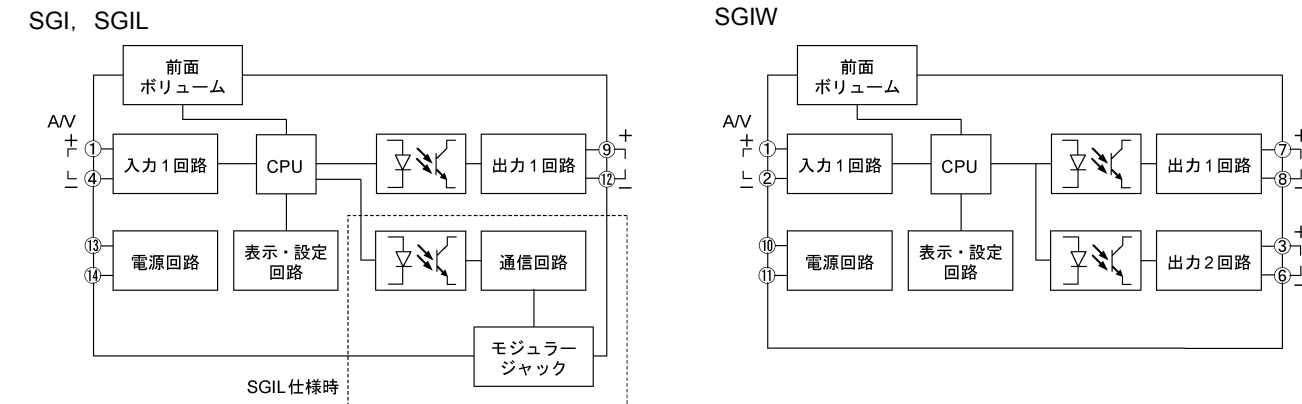 SGI, SGIL
前面
ボリューム
A/V
+
①
④
−
入力1回路
CPU
出力1回路
⑨
+
⑫
−
⑬
⑭
電源回路
表示・設定
回路
通信回路
モジュラー
ジャック
SGIL仕様時
SGIW
前面
ボリューム
A/V
+
①
②
−
入力1回路
CPU
出力1回路
+
⑦
⑧
−
⑩
⑪
電源回路
表示・設定
回路
出力2回路
+
③
⑥
−